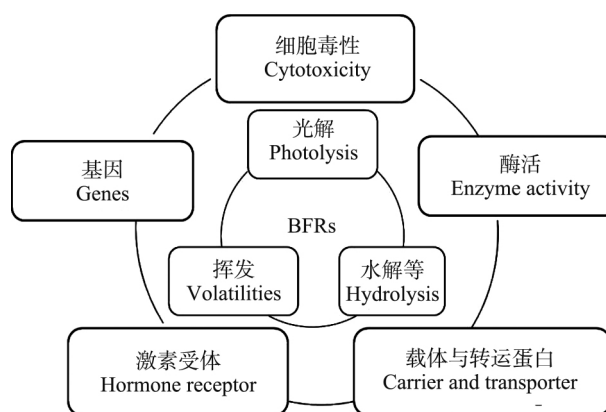 细胞毒性
Cytotoxicity
光解
Photolysis
基因
Genes
酶活
Enzyme activity
BFRs
挥发
Volatilities
水解等
Hydrolysis
激素受体
Hormone receptor
载体与转运蛋白
Carrier and transporter